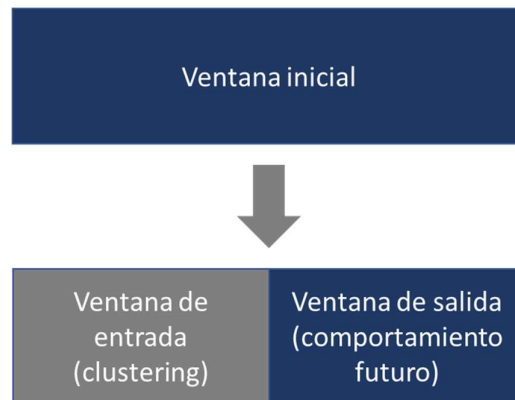 Ventana inicial
Ventana de
entrada
(clustering)
Ventana de salida
(comportamiento
futuro)